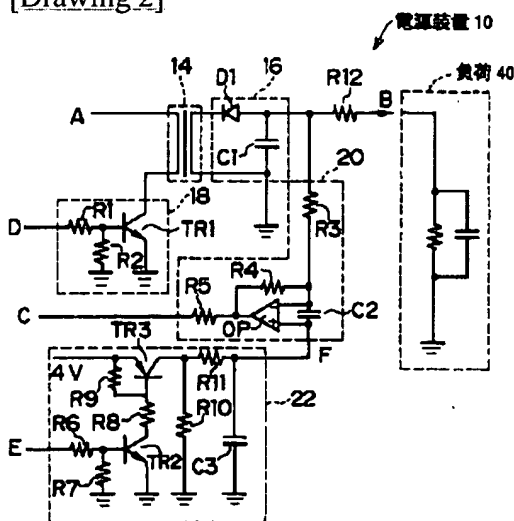 [Drawing 2]
電源装置 10
14
16
D1
R12
負荷 40
A
B
C1
20
18
R1
D
TR1
R2
R3
R4
R5
C
OP
C2
TR3
F
4V
R9
R11
R8
R10
22
R6
E
TR2
C3
R7